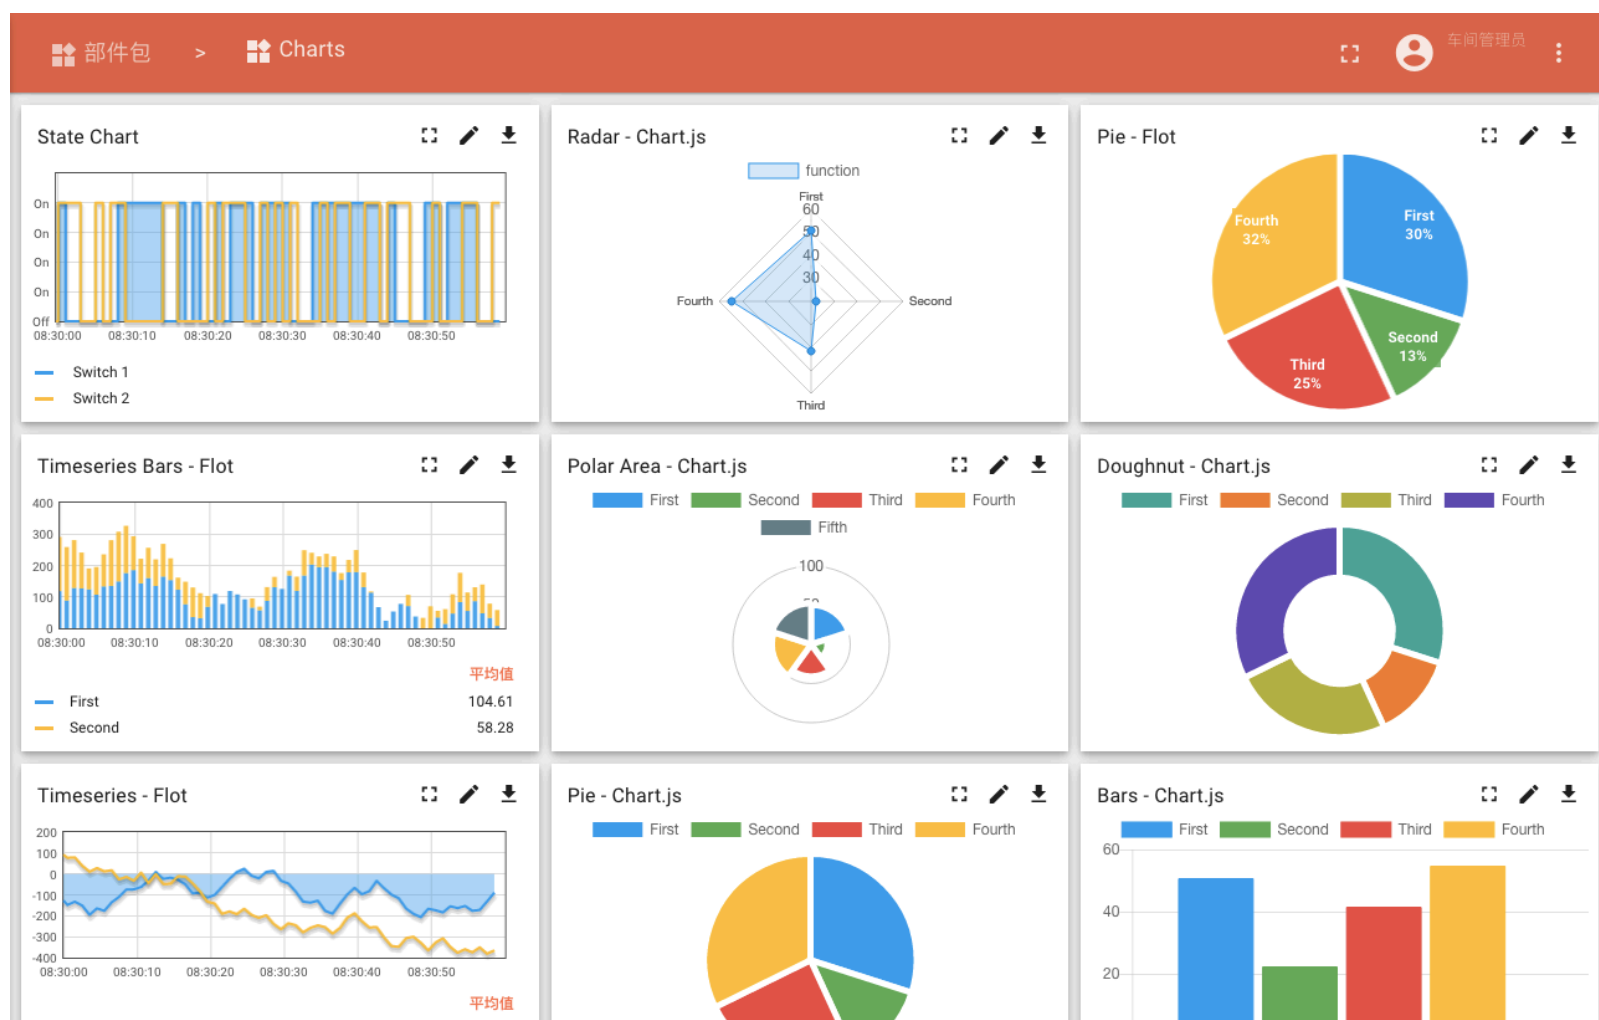 部件包 > Charts
车间管理员
State Chart
On
On
On
On
Off
08:30:00 08:30:10 08:30:20 08:30:30 08:30:40 08:30:50
Switch 1
Switch 2
Radar - Chart.js
function
First
60
50
40
30
Fourth Second
Third
Pie - Flot
Fourth
32%
First
30%
Second
13%
Third
25%
Timeseries Bars - Flot
400
300
200
100
0
08:30:00 08:30:10 08:30:20 08:30:30 08:30:40 08:30:50
平均值
First 104.61
Second 58.28
Polar Area - Chart.js
First Second Third Fourth
Fifth
100
Doughnut - Chart.js
First Second Third Fourth
Timeseries - Flot
200
100
0
-100
-200
-300
-400
08:30:00 08:30:10 08:30:20 08:30:30 08:30:40 08:30:50
平均值
Pie - Chart.js
First Second Third Fourth
Bars - Chart.js
First Second Third Fourth
60
40
20